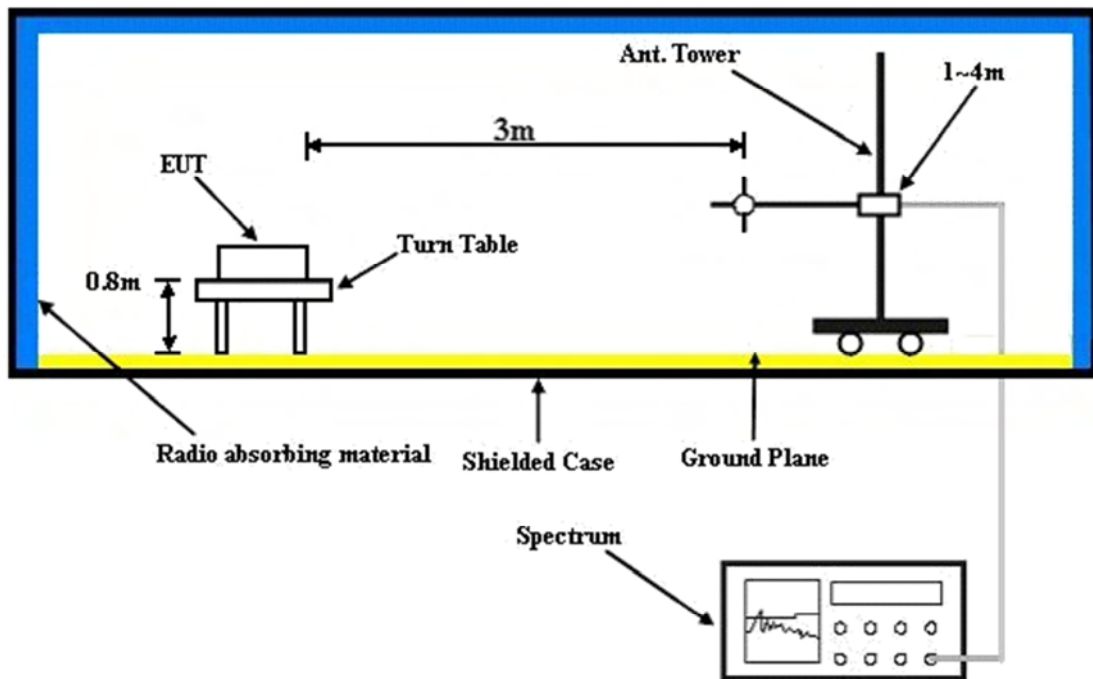 Ant. Tower
1~4m
3m
EUT
Turn Table
0.8m
Radio absorbing material
Shielded Case
Ground Plane
Spectrum